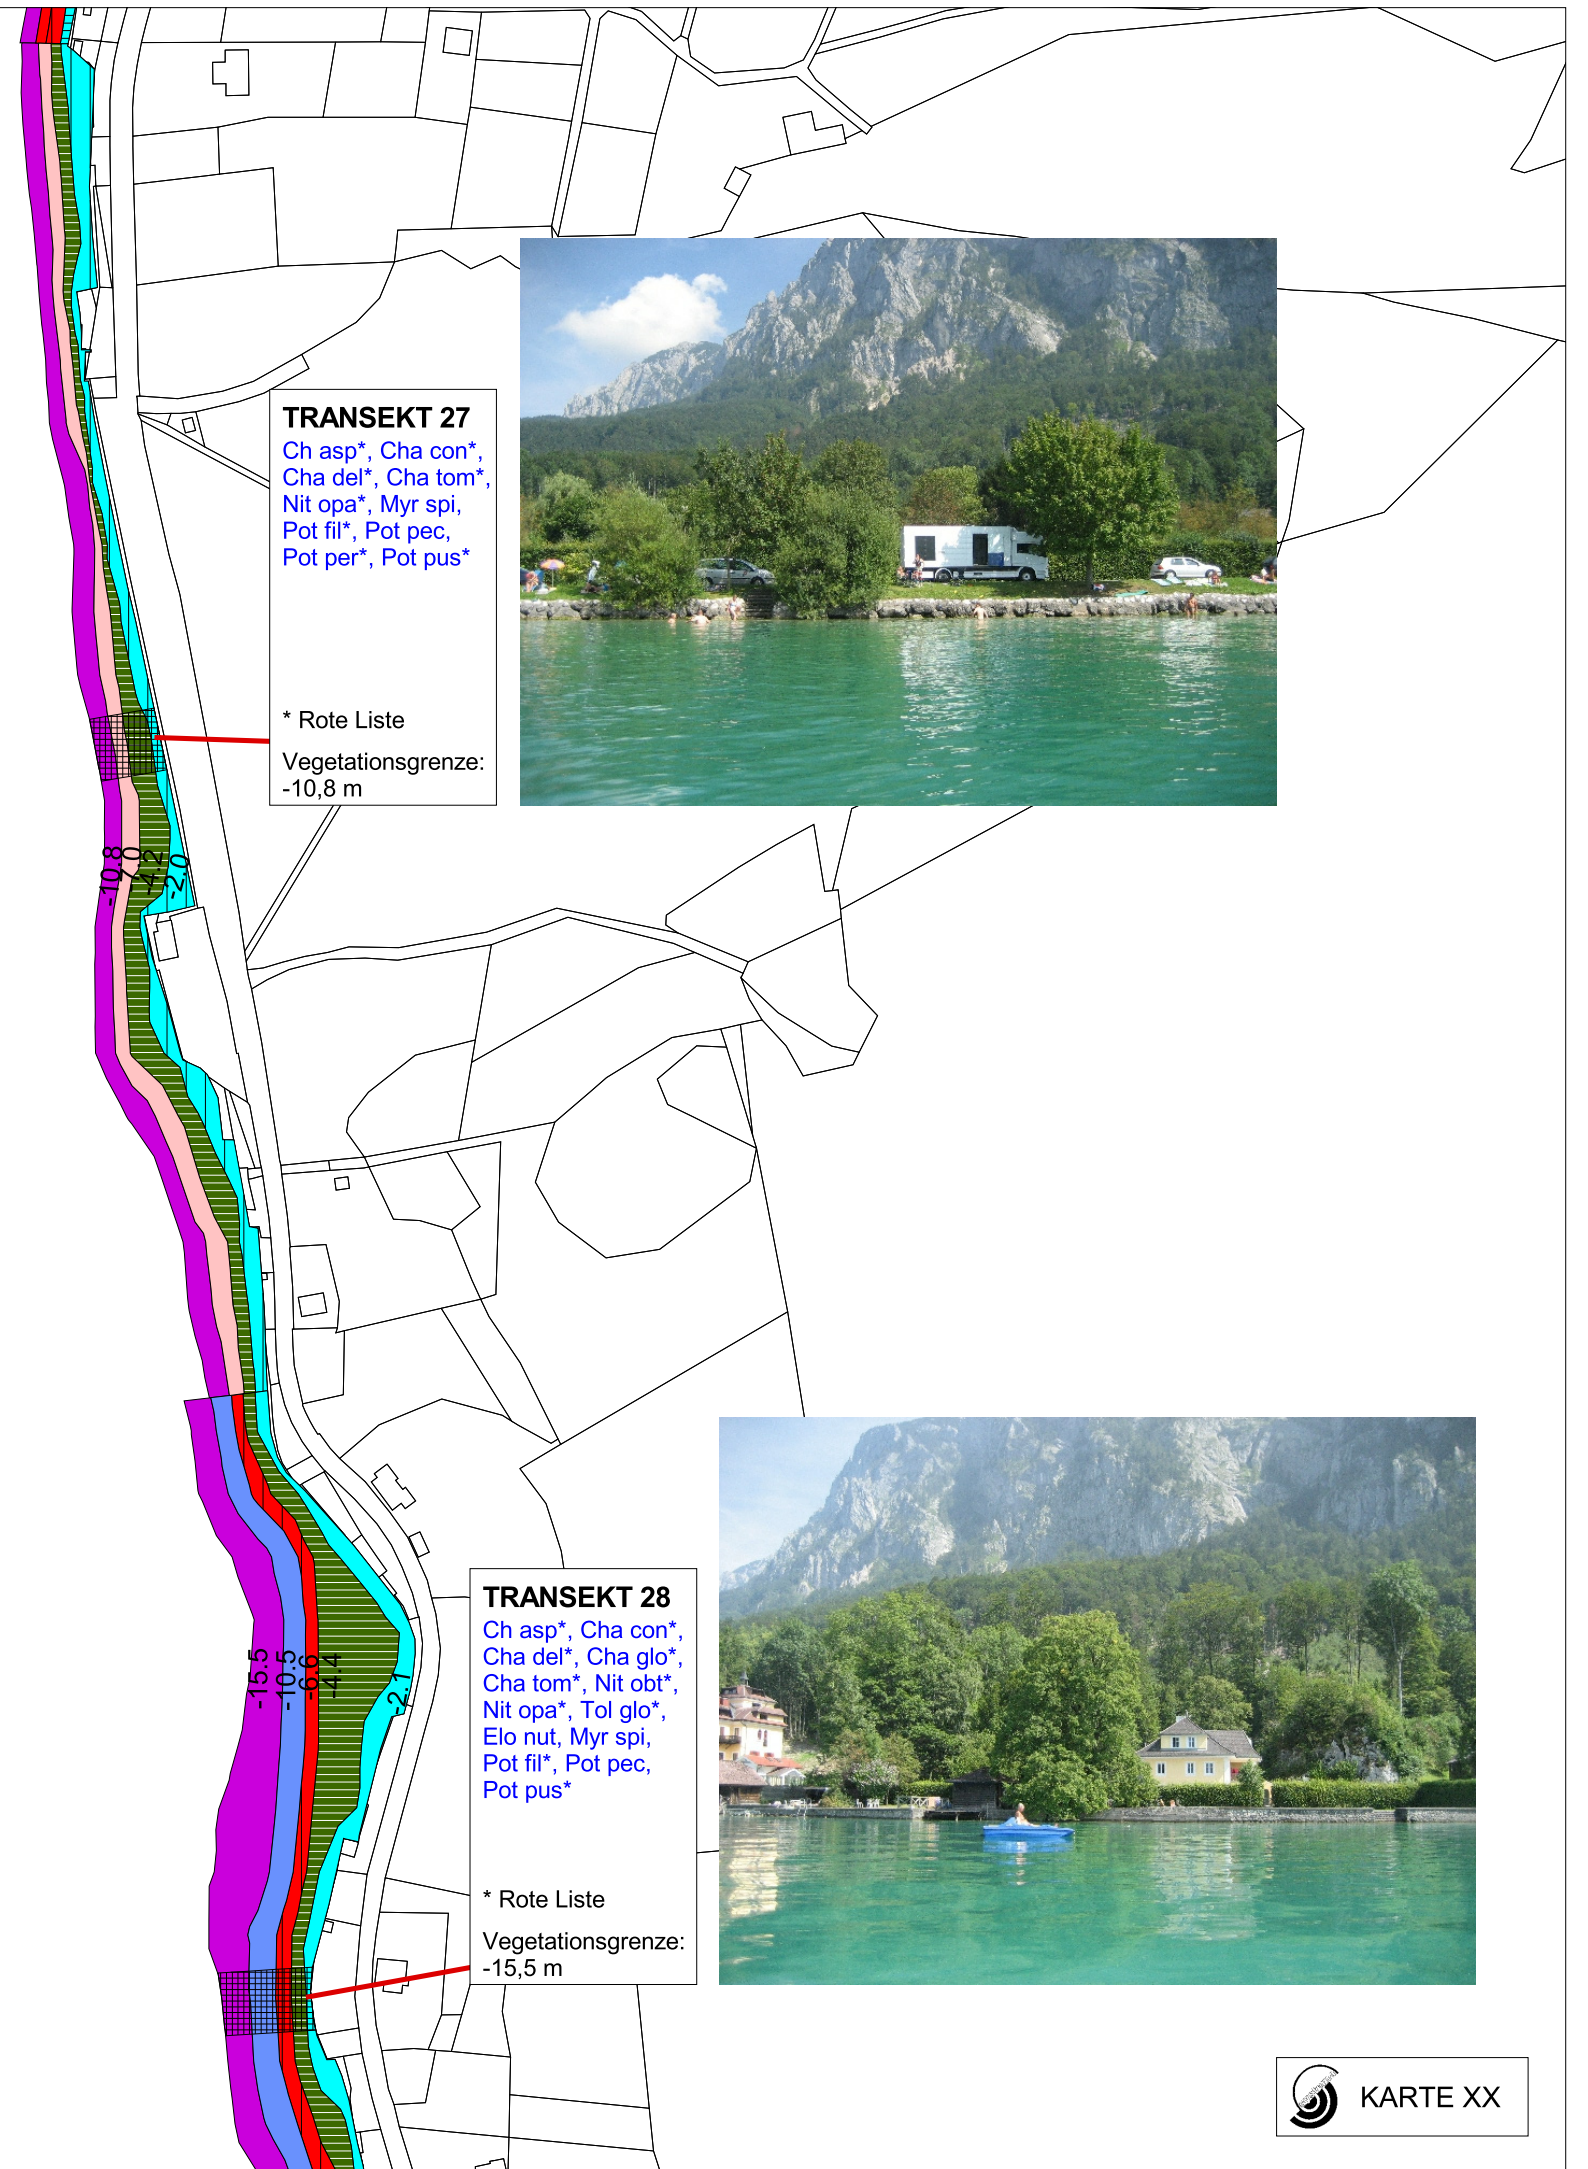 TRANSEKT 27
Ch asp*, Cha con*,
Cha del*, Cha tom*,
Nit opa*, Myr spi,
Pot fil*, Pot pec,
Pot per*, Pot pus*
* Rote Liste
Vegetationsgrenze:
-10,8 m
-10.8
-7.0
-4.2
-2.0
TRANSEKT 28
Ch asp*, Cha con*,
Cha del*, Cha glo*,
Cha tom*, Nit obt*,
Nit opa*, Tol glo*,
Elo nut, Myr spi,
Pot fil*, Pot pec,
Pot pus*
* Rote Liste
Vegetationsgrenze:
-15,5 m
-15.5
-10.5
-6.6
-4.4
-2.1
KARTE XX